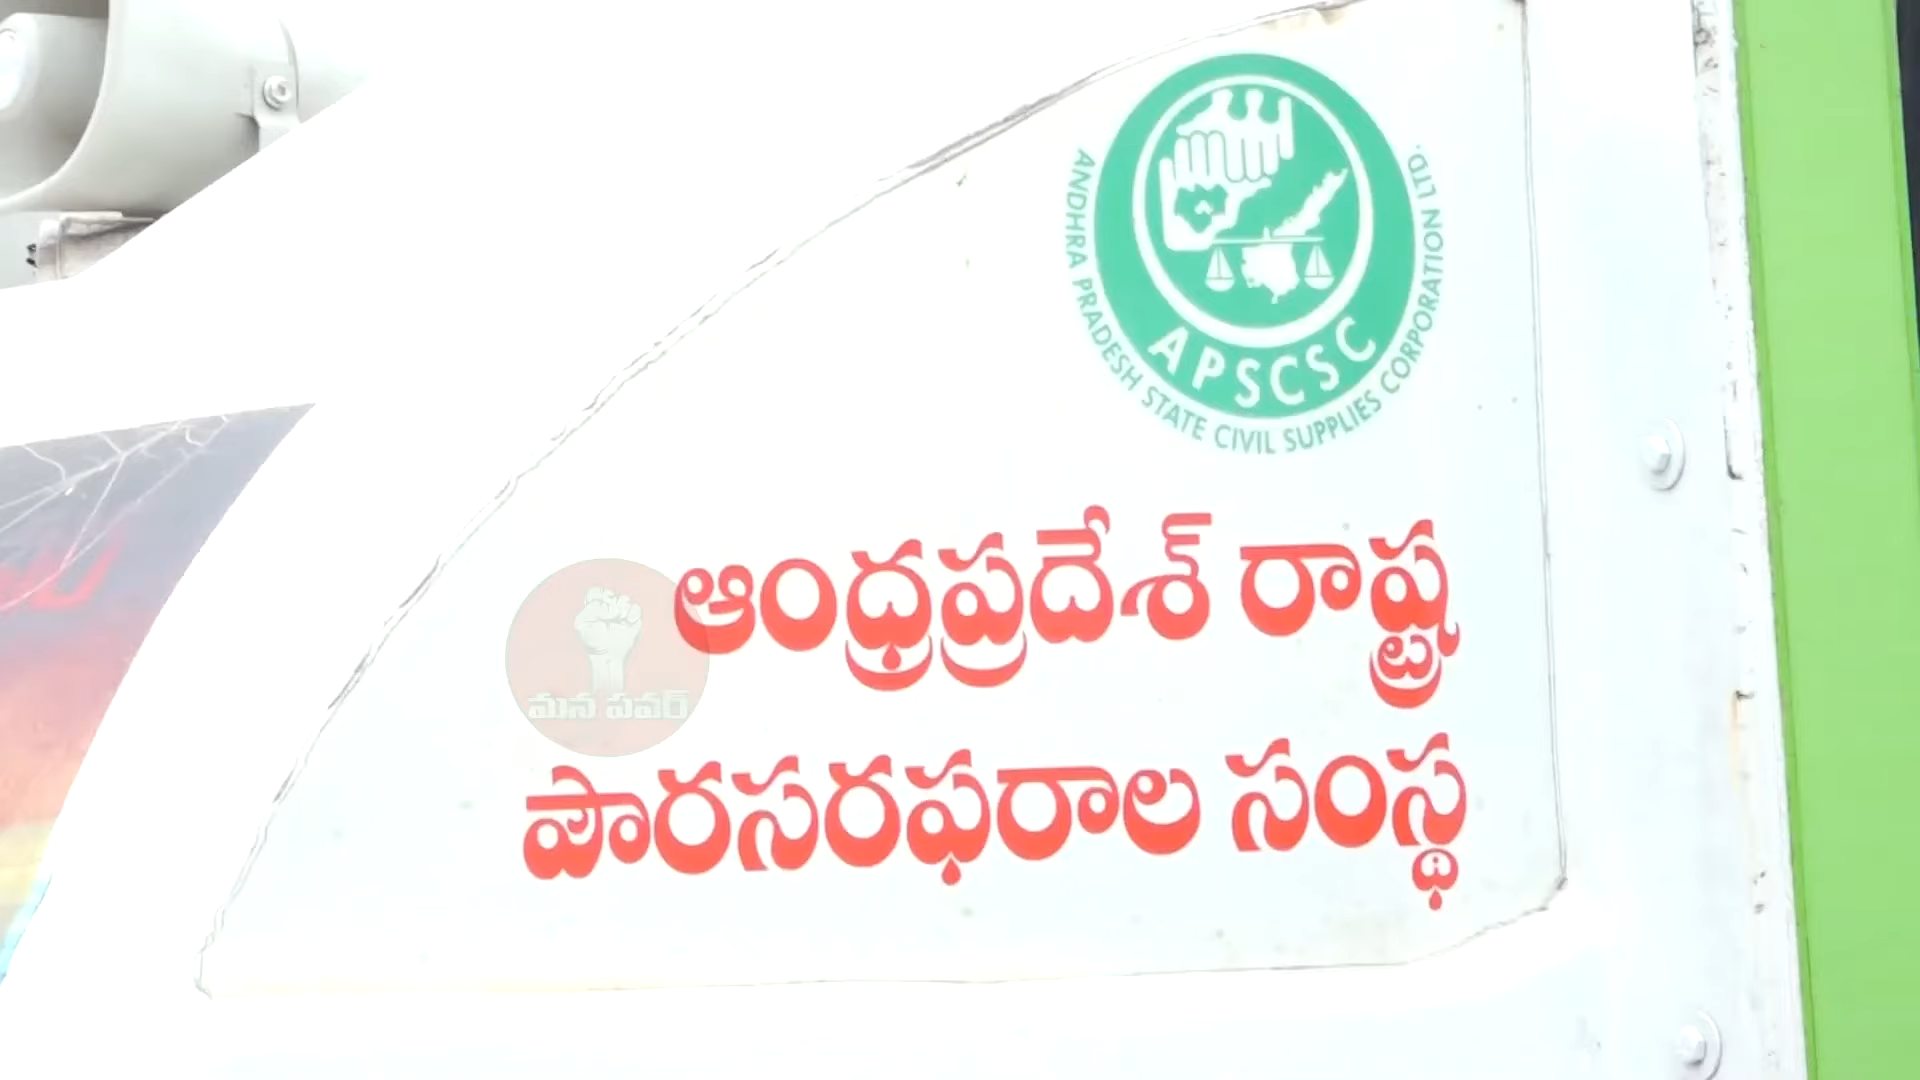 ANDHRA PRADESH STATE CIVIL SUPPLIES CORPORATION LTD.
APSCSC
ఆంధ్రప్రదేశ్ రాష్ట్ర
మన పవర్
పౌరసరఫరాల సంస్థ